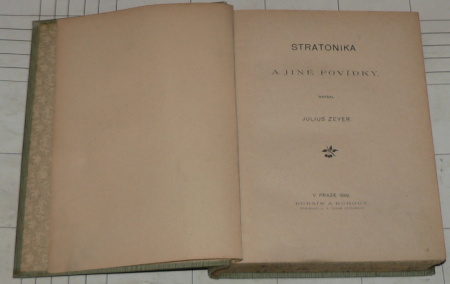 STRATONIKA
A JINÉ POVÍDKY.
NAPSAL
JULIUS ZEYER.
V PRAZE,
BURSÍK & KOHOUT